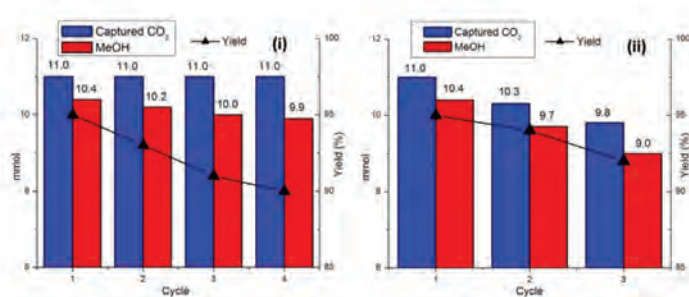 Captured CO₂
MeOH
Yield
(i)
12
10
8
6
mmol
11.0 11.0 11.0 11.0
10.4 10.2 10.0 9.9
100
95
90
85
Yield (%)
1 2 3 4
Cycle
Captured CO₂
MeOH
Yield
(ii)
12
10
8
6
mmol
11.0
10.4
10.3
9.7
9.8
9.0
100
95
90
85
Yield (%)
1 2 3
Cycle